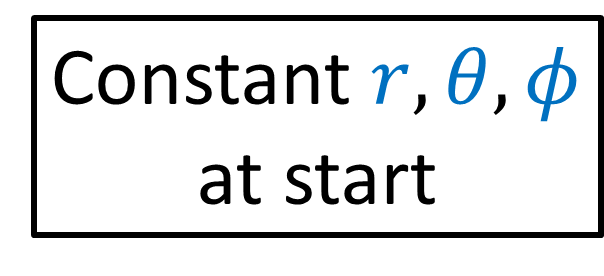 Constant 𝑟, 𝜃, 𝜙
at start